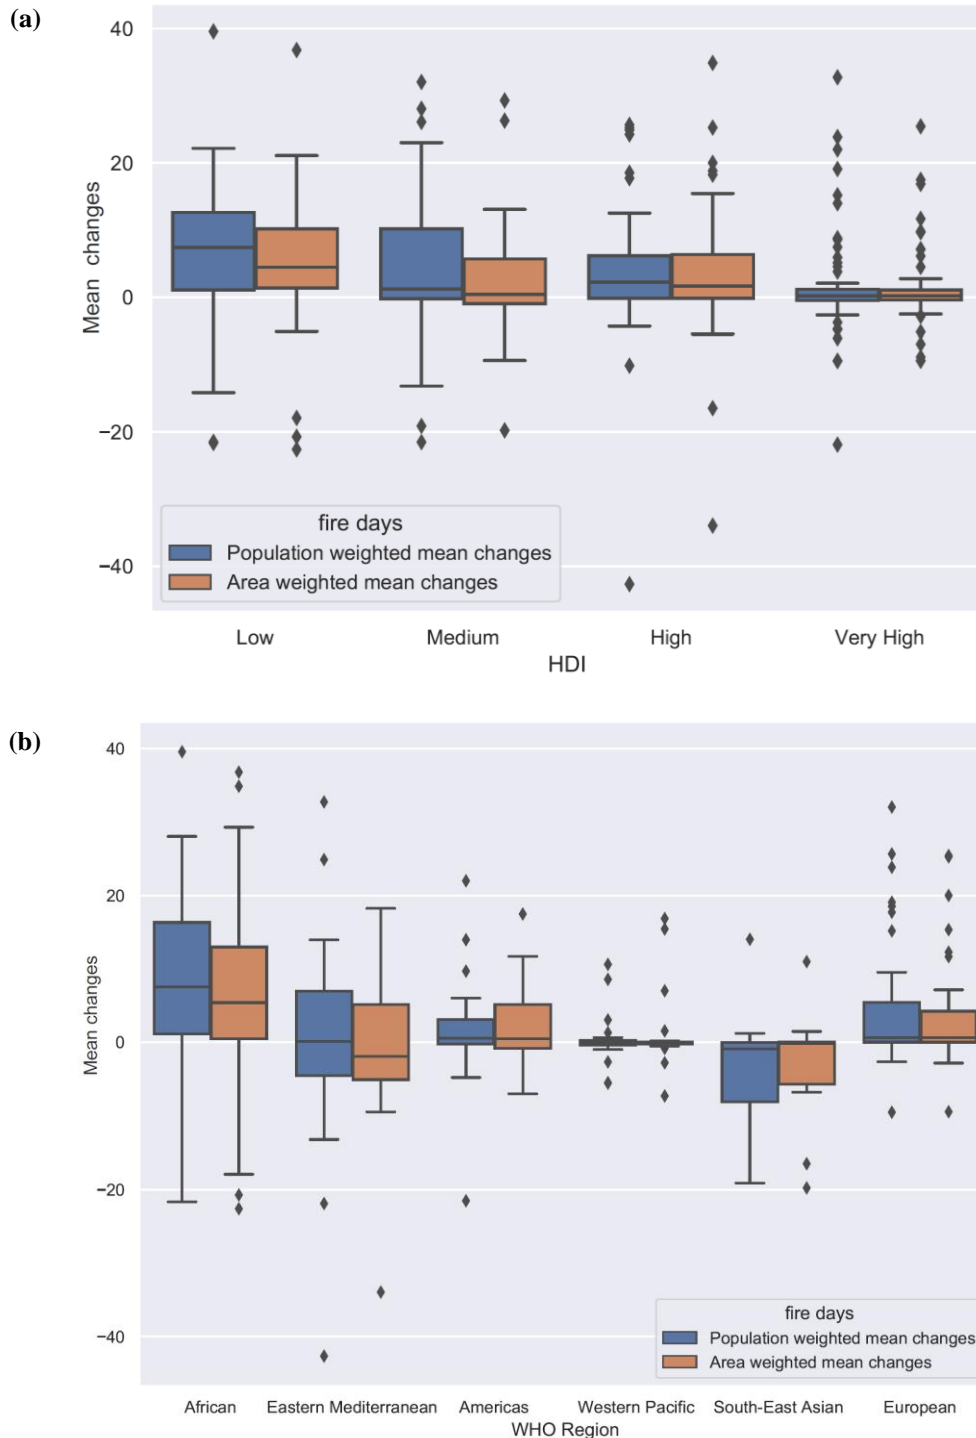 (a)
40
20
0
−20
−40
Mean changes
fire days
Population weighted mean changes
Area weighted mean changes
Low Medium High Very High
HDI
(b)
40
20
0
−20
−40
Mean changes
fire days
Population weighted mean changes
Area weighted mean changes
African Eastern Mediterranean Americas Western Pacific South-East Asian European
WHO Region